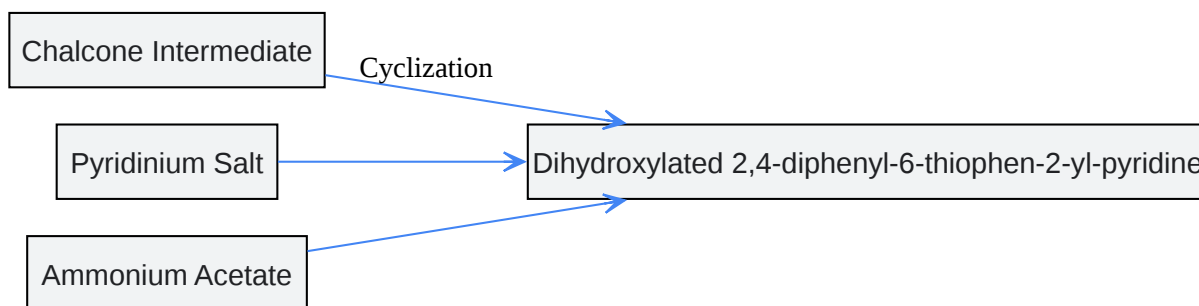 Chalcone Intermediate
Cyclization
Pyridinium Salt
Dihydroxylated 2,4-diphenyl-6-thiophen-2-yl-pyridine
Ammonium Acetate